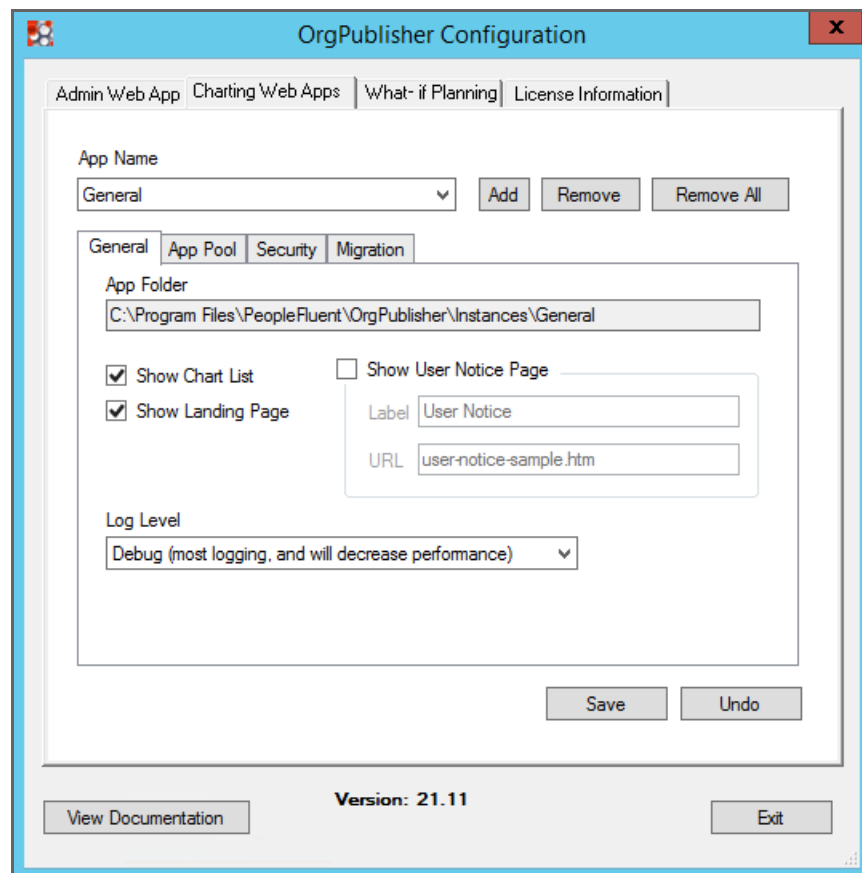 OrgPublisher Configuration
x
Admin Web App Charting Web Apps What- if Planning License Information
App Name
General Add Remove Remove All
General App Pool Security Migration
App Folder
C:\Program Files\PeopleFluent\OrgPublisher\Instances\General
Show Chart List Show User Notice Page
Show Landing Page Label User Notice
URL user-notice-sample.htm
Log Level
Debug (most logging, and will decrease performance)
Save Undo
Version: 21.11
View Documentation Exit